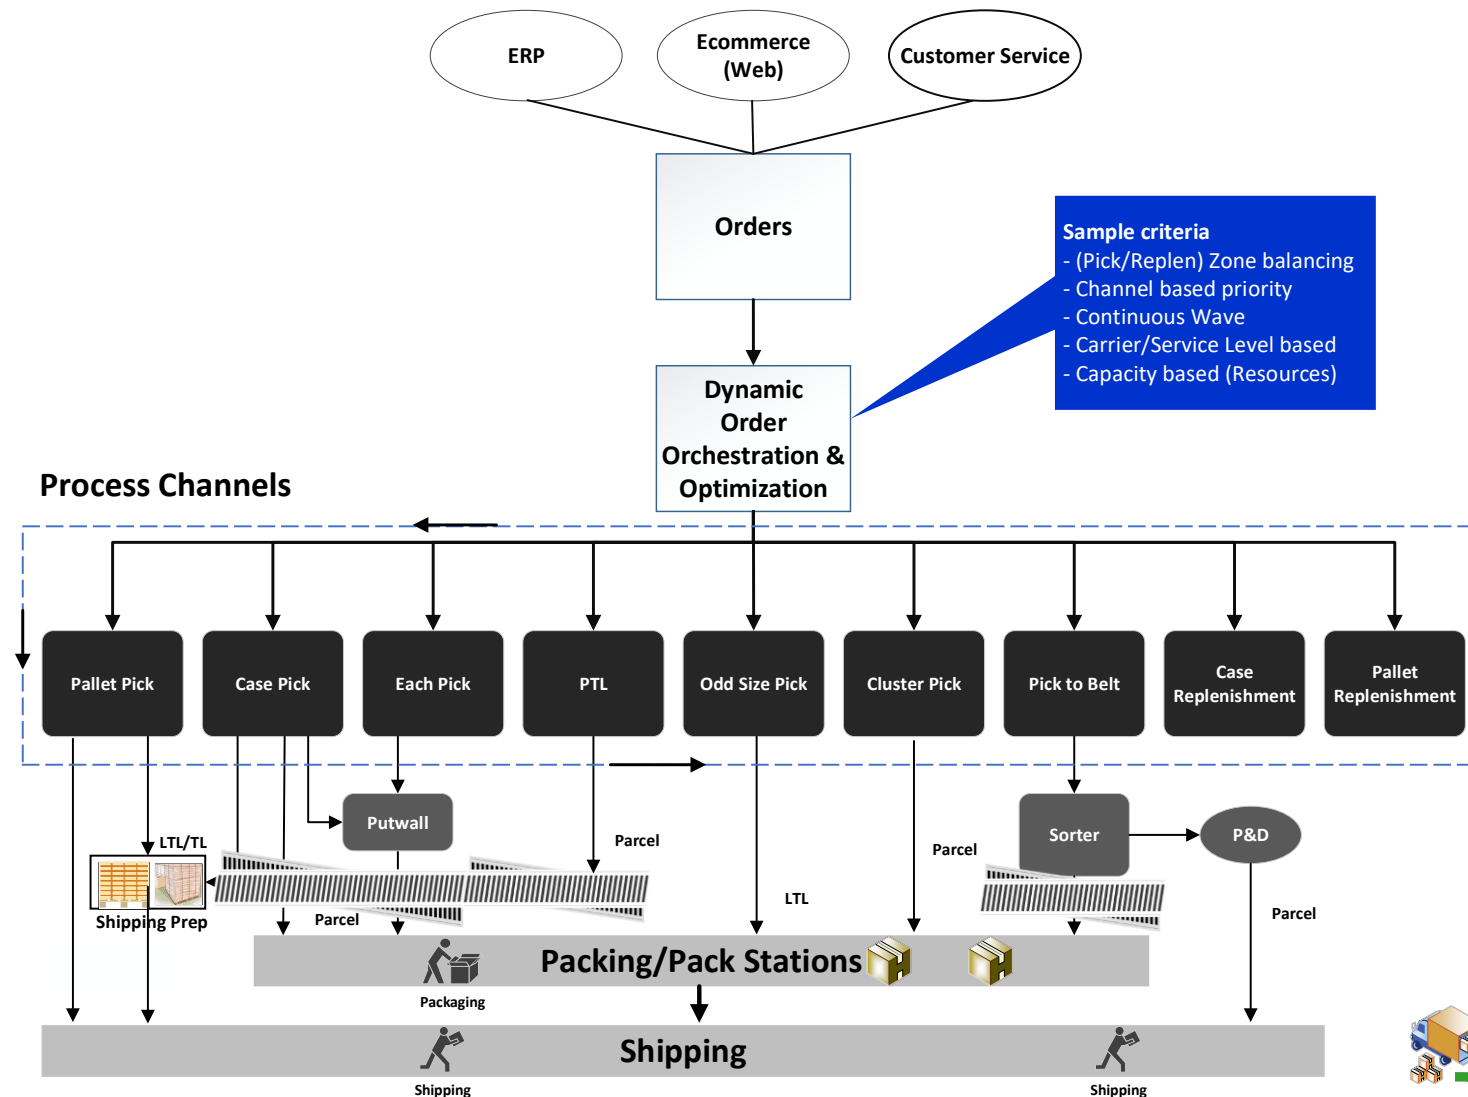 ERP
Ecommerce
(Web)
Customer Service
Orders
Sample criteria
- (Pick/Replen) Zone balancing
- Channel based priority
- Continuous Wave
- Carrier/Service Level based
- Capacity based (Resources)
Dynamic
Order
Orchestration &
Optimization
Process Channels
Pallet Pick
Case Pick
Each Pick
PTL
Odd Size Pick
Cluster Pick
Pick to Belt
Case
Replenishment
Pallet
Replenishment
Putwall
Sorter
P&D
LTL/TL
Parcel
Parcel
Shipping Prep
Parcel
LTL
Parcel
Packing/Pack Stations
Packaging
Shipping
Shipping
Shipping